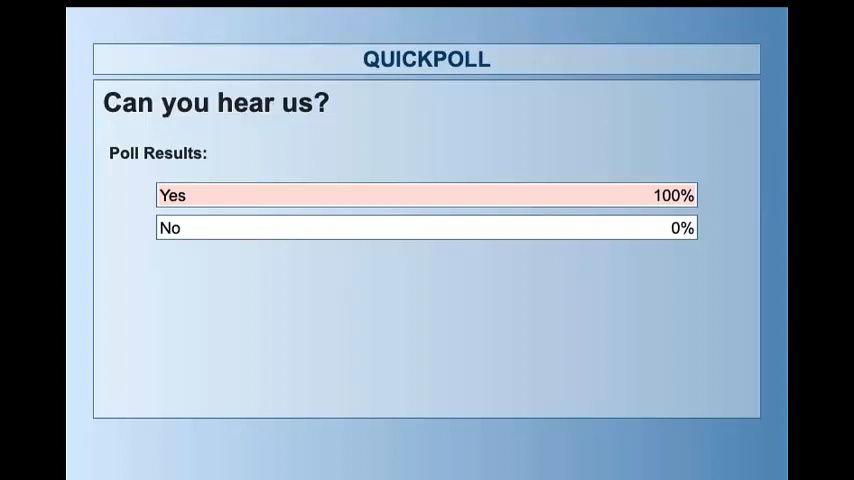 QUICKPOLL
Can you hear us?
Poll Results:
Yes 100%
No 0%